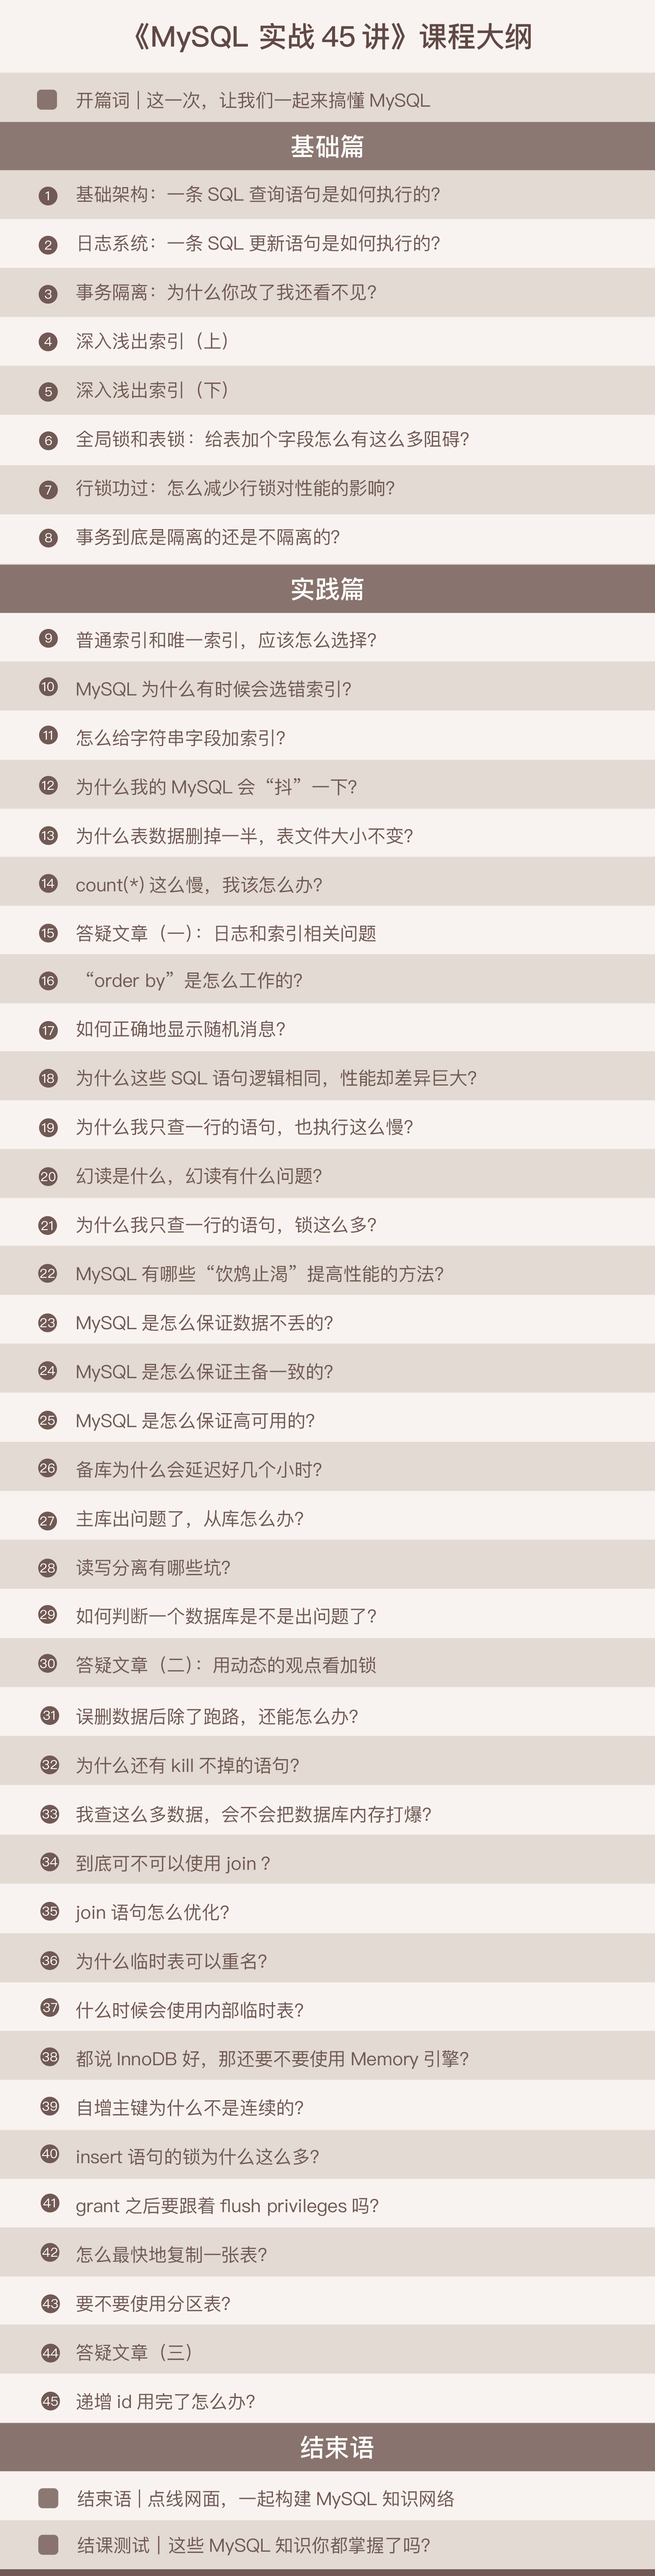 《MySQL 实战 45 讲》课程大纲
开篇词 | 这一次，让我们一起来搞懂 MySQL
基础篇
1 基础架构：一条 SQL 查询语句是如何执行的？
2 日志系统：一条 SQL 更新语句是如何执行的？
3 事务隔离：为什么你改了我还看不见？
4 深入浅出索引（上）
5 深入浅出索引（下）
6 全局锁和表锁：给表加个字段怎么有这么多阻碍？
7 行锁功过：怎么减少行锁对性能的影响？
8 事务到底是隔离的还是不隔离的？
实践篇
9 普通索引和唯一索引，应该怎么选择？
10 MySQL 为什么有时候会选错索引？
11 怎么给字符串字段加索引？
12 为什么我的 MySQL 会“抖”一下？
13 为什么表数据删掉一半，表文件大小不变？
14 count(*) 这么慢，我该怎么办？
15 答疑文章（一）：日志和索引相关问题
16 “order by”是怎么工作的？
17 如何正确地显示随机消息？
18 为什么这些 SQL 语句逻辑相同，性能却差异巨大？
19 为什么我只查一行的语句，也执行这么慢？
20 幻读是什么，幻读有什么问题？
21 为什么我只查一行的语句，锁这么多？
22 MySQL 有哪些“饮鸩止渴”提高性能的方法？
23 MySQL 是怎么保证数据不丢的？
24 MySQL 是怎么保证主备一致的？
25 MySQL 是怎么保证高可用的？
26 备库为什么会延迟好几个小时？
27 主库出问题了，从库怎么办？
28 读写分离有哪些坑？
29 如何判断一个数据库是不是出问题了？
30 答疑文章（二）：用动态的观点看加锁
31 误删数据后除了跑路，还能怎么办？
32 为什么还有 kill 不掉的语句？
33 我查这么多数据，会不会把数据库内存打爆？
34 到底可不可以使用 join？
35 join 语句怎么优化？
36 为什么临时表可以重名？
37 什么时候会使用内部临时表？
38 都说 InnoDB 好，那还要不要使用 Memory 引擎？
39 自增主键为什么不是连续的？
40 insert 语句的锁为什么这么多？
41 grant 之后要跟着 flush privileges 吗？
42 怎么最快地复制一张表？
43 要不要使用分区表？
44 答疑文章（三）
45 递增 id 用完了怎么办？
结束语
结束语 | 点线网面，一起构建 MySQL 知识网络
结课测试 | 这些 MySQL 知识你都掌握了吗？